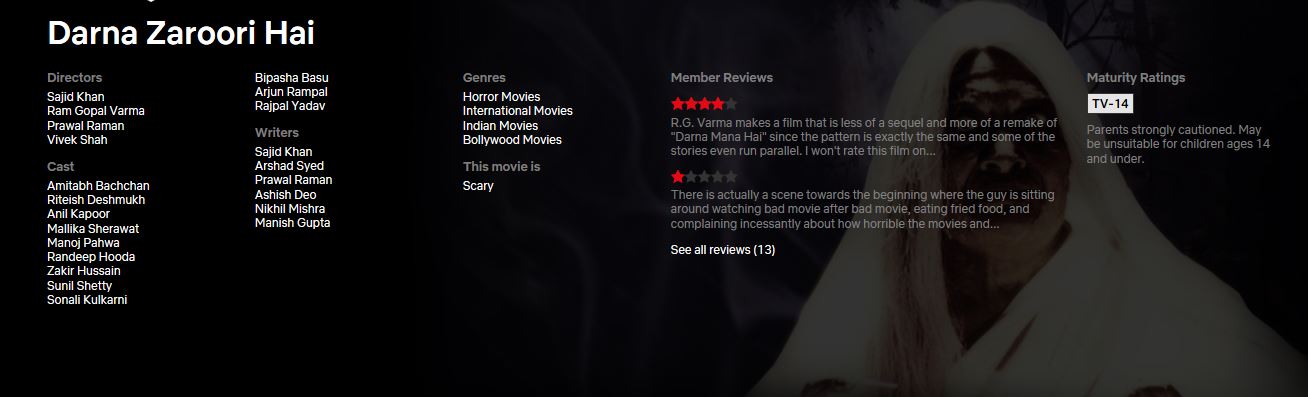 Darna Zaroori Hai
Directors
Sajid Khan
Ram Gopal Varma
Prawal Raman
Vivek Shah
Cast
Amitabh Bachchan
Riteish Deshmukh
Anil Kapoor
Mallika Sherawat
Manoj Pahwa
Randeep Hooda
Zakir Hussain
Sunil Shetty
Sonali Kulkarni
Bipasha Basu
Arjun Rampal
Rajpal Yadav
Writers
Sajid Khan
Arshad Syed
Prawal Raman
Ashish Deo
Nikhil Mishra
Manish Gupta
Genres
Horror Movies
International Movies
Indian Movies
Bollywood Movies
This movie is
Scary
Member Reviews
R.G. Varma makes a film that is less of a sequel and more of a remake of
"Darna Mana Hai" since the pattern is exactly the same and some of the
stories even run parallel. I won't rate this film on...
There is actually a scene towards the beginning where the guy is sitting
around watching bad movie after bad movie, eating fried food, and
complaining incessantly about how horrible the movies and...
See all reviews (13)
Maturity Ratings
TV-14
Parents strongly cautioned. May
be unsuitable for children ages 14
and under.